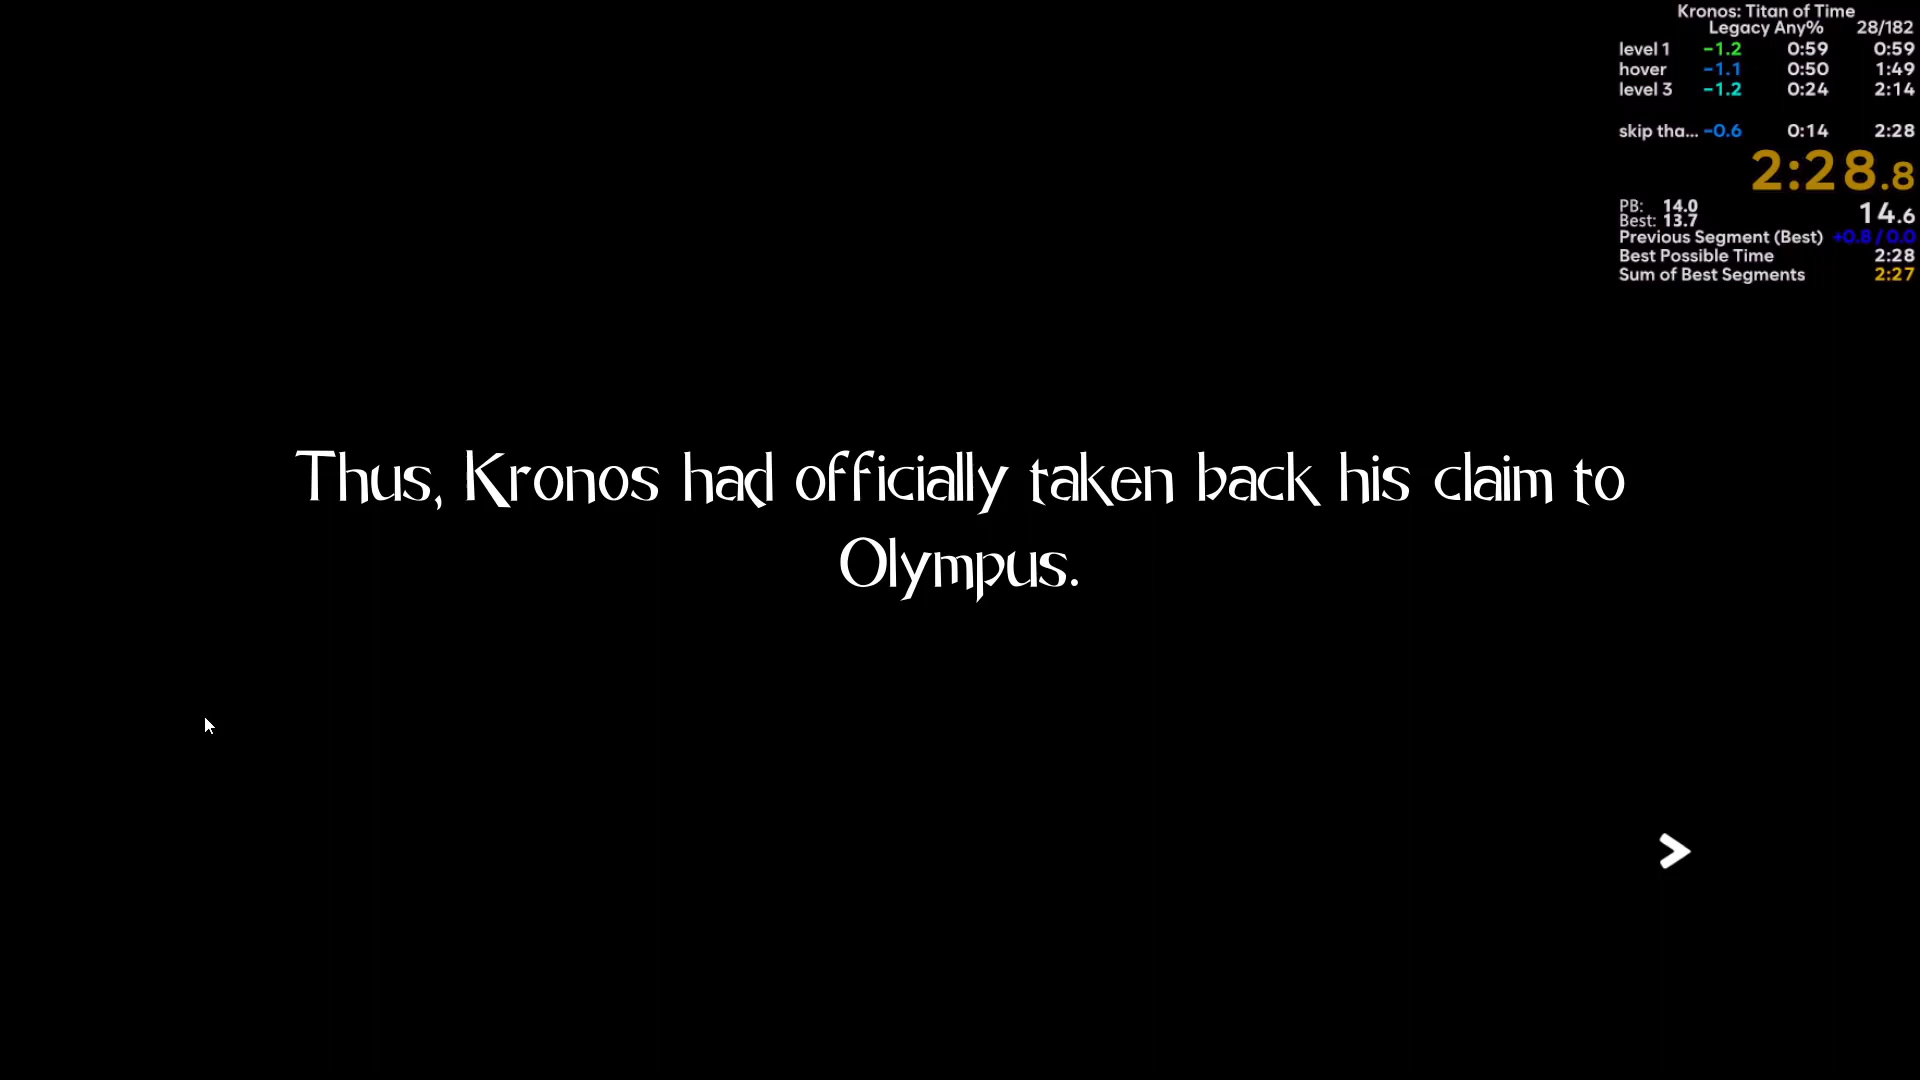 Kronos: Titan of Time
Legacy Any% 28/182
level 1 -1.2 0:59 0:59
hover -1.1 0:50 1:49
level 3 -1.2 0:24 2:14
skip tha... -0.6 0:14 2:28
2:28.8
PB: 14.0 14.6
Best: 13.7
Previous Segment (Best) +0.8 / 0.0
Best Possible Time 2:28
Sum of Best Segments 2:27
Thus, Kronos had officially taken back his claim to
Olympus.